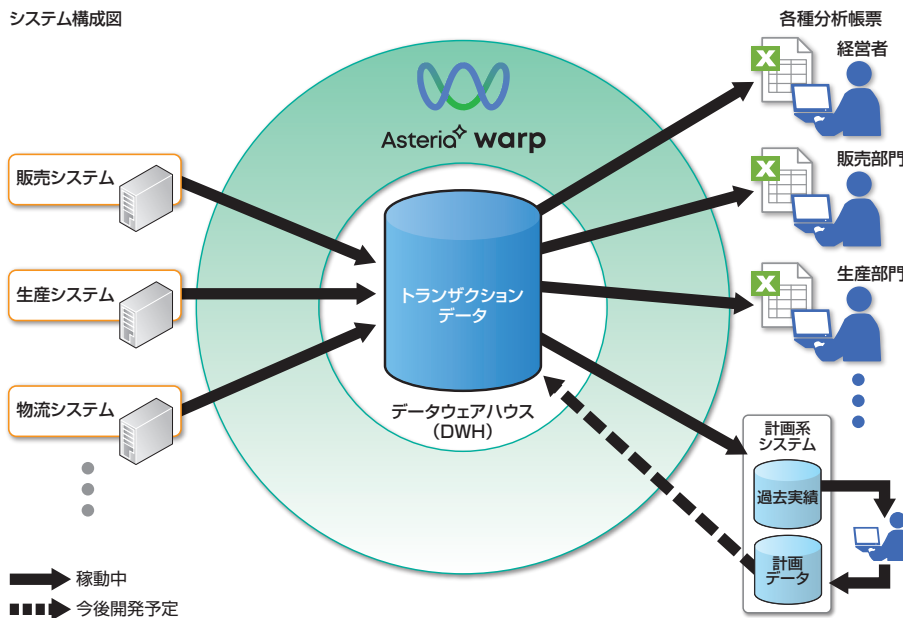 システム構成図
各種分析帳票
経営者
Asteria warp
販売システム
販売部門
生産システム
トランザクション
データ
生産部門
物流システム
データウェアハウス
（DWH）
計画系
システム
過去実績
計画
データ
稼動中
今後開発予定
X
X
X